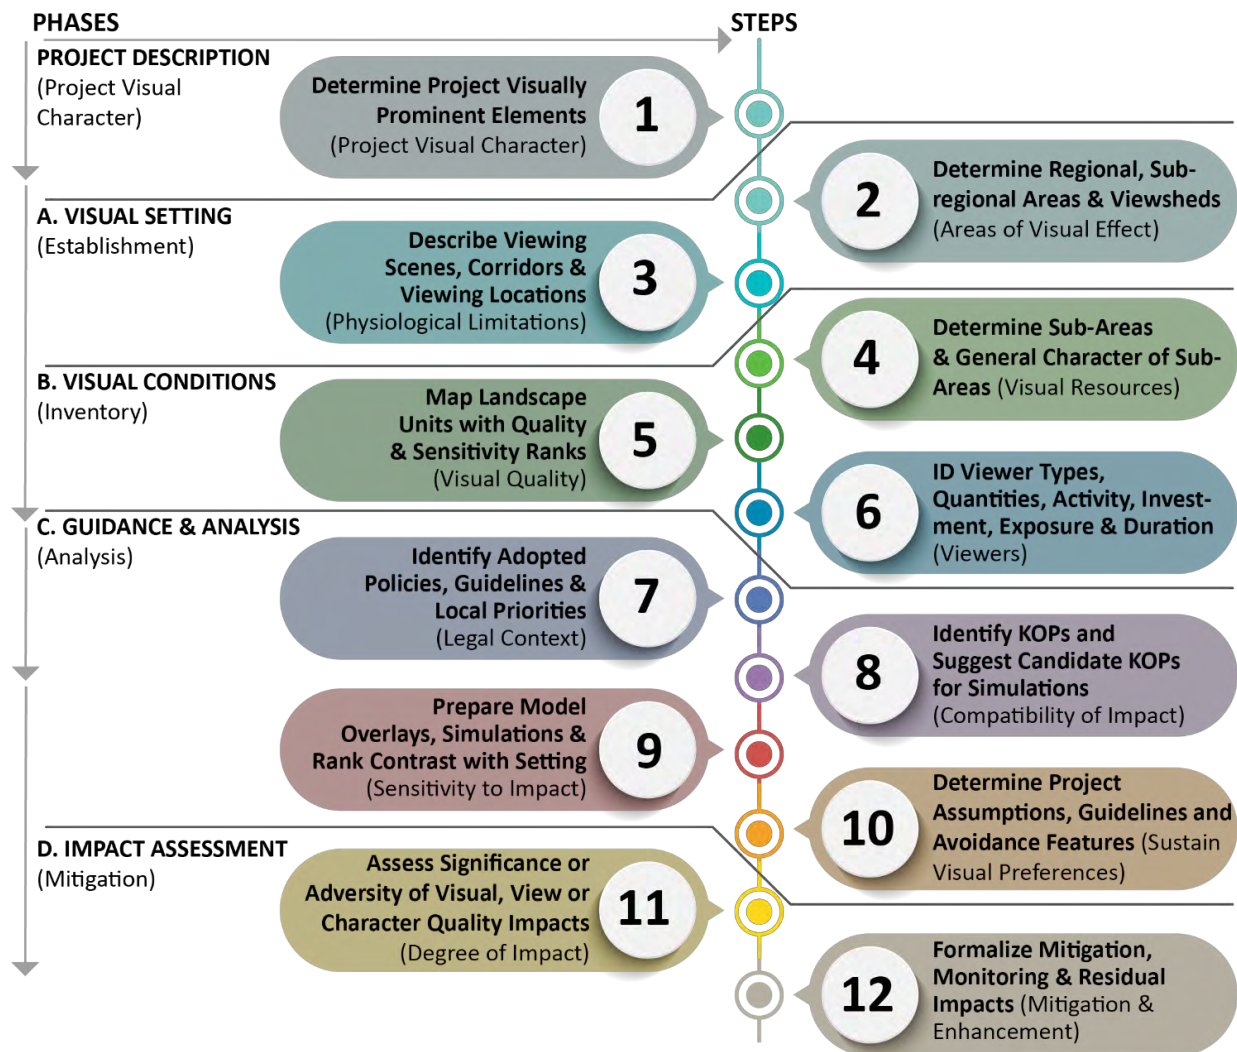 PHASES
STEPS
PROJECT DESCRIPTION
(Project Visual
Character)
Determine Project Visually
Prominent Elements
(Project Visual Character)
1
2
Determine Regional, Sub-
regional Areas & Viewsheds
(Areas of Visual Effect)
A. VISUAL SETTING
(Establishment)
Describe Viewing
Scenes, Corridors &
Viewing Locations
(Physiological Limitations)
3
4
Determine Sub-Areas
& General Character of Sub-
Areas (Visual Resources)
B. VISUAL CONDITIONS
(Inventory)
Map Landscape
Units with Quality
& Sensitivity Ranks
(Visual Quality)
5
6
ID Viewer Types,
Quantities, Activity, Invest-
ment, Exposure & Duration
(Viewers)
C. GUIDANCE & ANALYSIS
(Analysis)
Identify Adopted
Policies, Guidelines &
Local Priorities
(Legal Context)
7
8
Identify KOPs and
Suggest Candidate KOPs
for Simulations
(Compatibility of Impact)
Prepare Model
Overlays, Simulations &
Rank Contrast with Setting
(Sensitivity to Impact)
9
10
Determine Project
Assumptions, Guidelines and
Avoidance Features (Sustain
Visual Preferences)
D. IMPACT ASSESSMENT
(Mitigation)
Assess Significance or
Adversity of Visual, View or
Character Quality Impacts
(Degree of Impact)
11
12
Formalize Mitigation,
Monitoring & Residual
Impacts (Mitigation &
Enhancement)